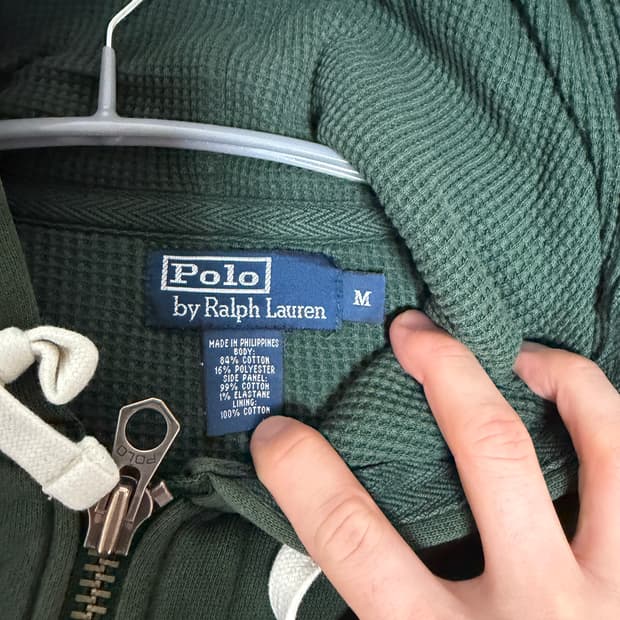 Polo
by Ralph Lauren
M
MADE IN PHILIPPINES
BODY:
84% COTTON
16% POLYESTER
SIDE PANEL:
99% COTTON
1% ELASTANE
LINING:
100% COTTON
POLO